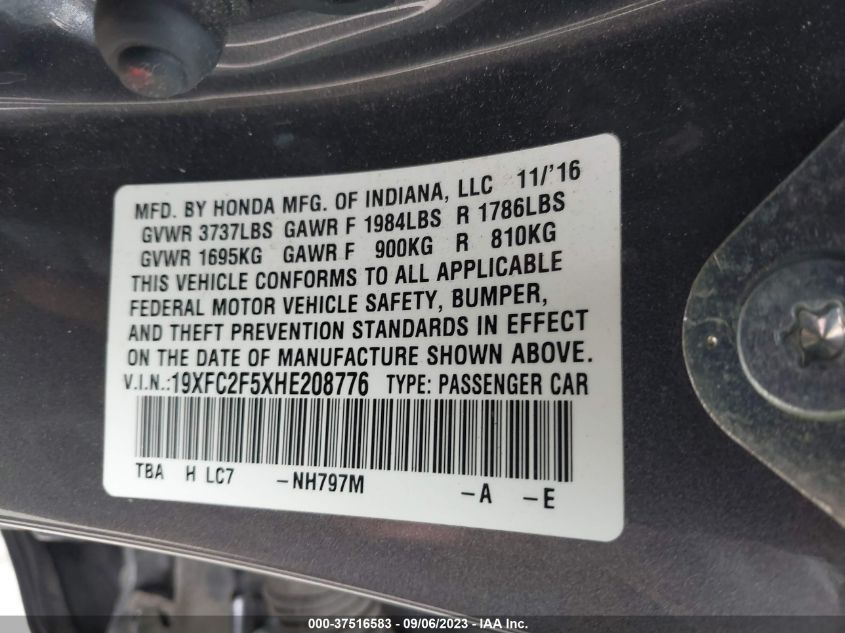 MFD. BY HONDA MFG. OF INDIANA, LLC 11/'16
GVWR 3737LBS GAWR F 1984LBS R 1786LBS
GVWR 1695KG GAWR F 900KG R 810KG
THIS VEHICLE CONFORMS TO ALL APPLICABLE
FEDERAL MOTOR VEHICLE SAFETY, BUMPER,
AND THEFT PREVENTION STANDARDS IN EFFECT
ON THE DATE OF MANUFACTURE SHOWN ABOVE.
V.I.N.:19XFC2F5XHE208776 TYPE: PASSENGER CAR
TBA H LC7 -NH797M -A -E
000-37516583 - 09/06/2023 - IAA Inc.